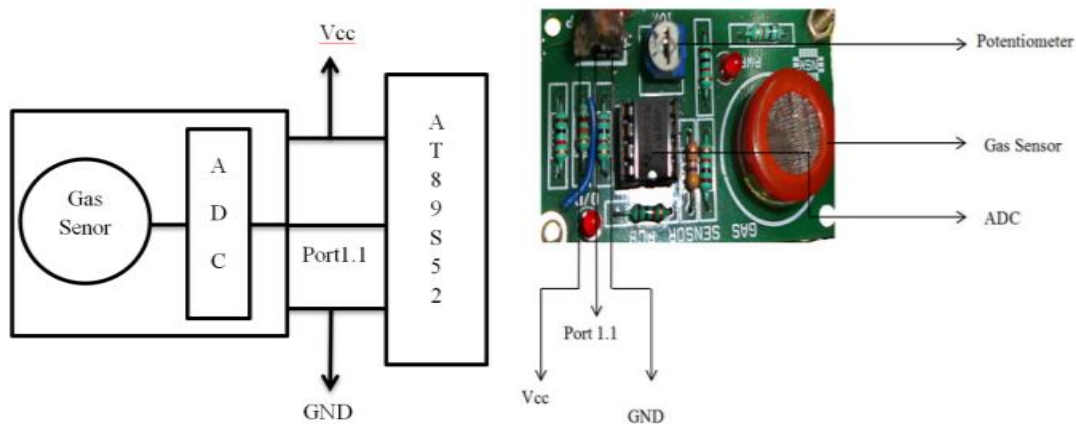 Vcc
Gas
Senor
A
D
C
Port1.1
A
T
8
9
S
5
2
GND
10K
Potentiometer
Gas Sensor
ADC
GAS
SENSOR
Port 1.1
Vcc
GND